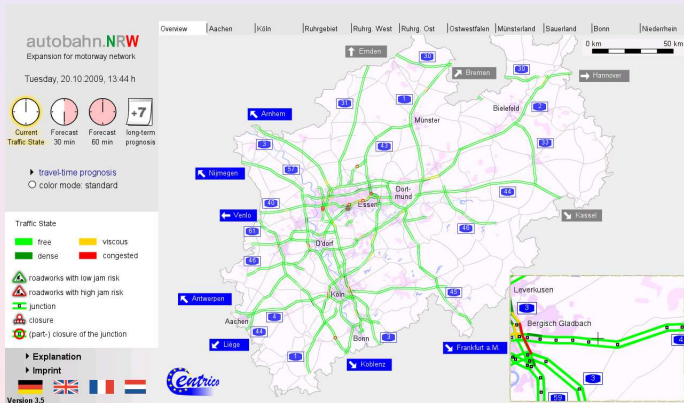 autobahn.NRW
Expansion for motorway network
Tuesday, 20.10.2009, 13:44 h
Current
Traffic State
Forecast
30 min
Forecast
60 min
+7
long-term
prognosis
travel-time prognosis
color mode: standard
Traffic State
free
viscous
dense
congested
roadworks with low jam risk
roadworks with high jam risk
junction
closure
(part-) closure of the junction
Explanation
Imprint
Version 3.5
Overview
Aachen
Köln
Ruhrgebiet
Ruhrg. West
Ruhrg. Ost
Ostwestfalen
Münsterland
Sauerland
Bonn
Niederrhein
0 km
50 km
Emden
30
Bremen
30
Hannover
31
1
2
Arnhem
Münster
Bielefeld
3
43
33
Nijmegen
57
40
Dort-
mund
44
Essen
Venlo
Kassel
61
D'dorf
46
46
Antwerpen
Köln
45
4
Aachen
44
Liège
Bonn
3
1
Koblenz
Frankfurt a.M.
Centrico
Leverkusen
3
Bergisch Gladbach
4
3
59